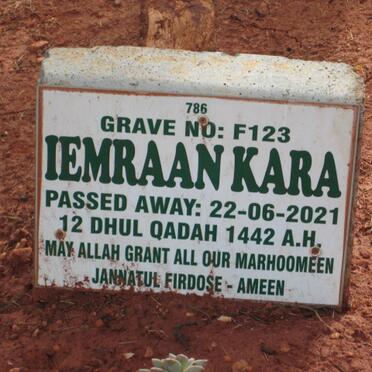 786
GRAVE NO: F123
IEMRAAN KARA
PASSED AWAY: 22-06-2021
12 DHUL QADAH 1442 A.H.
MAY ALLAH GRANT ALL OUR MARHOOMEEN
JANNATUL FIRDOSE - AMEEN